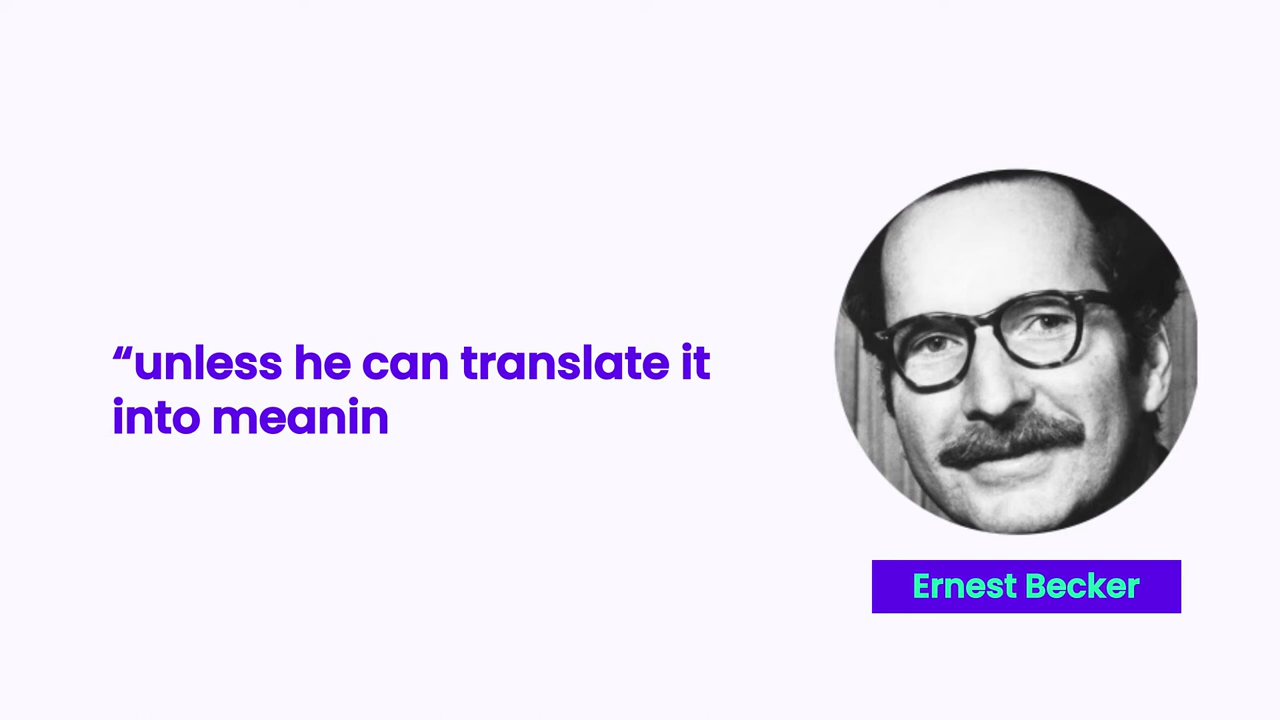 “unless he can translate it
into meanin
Ernest Becker